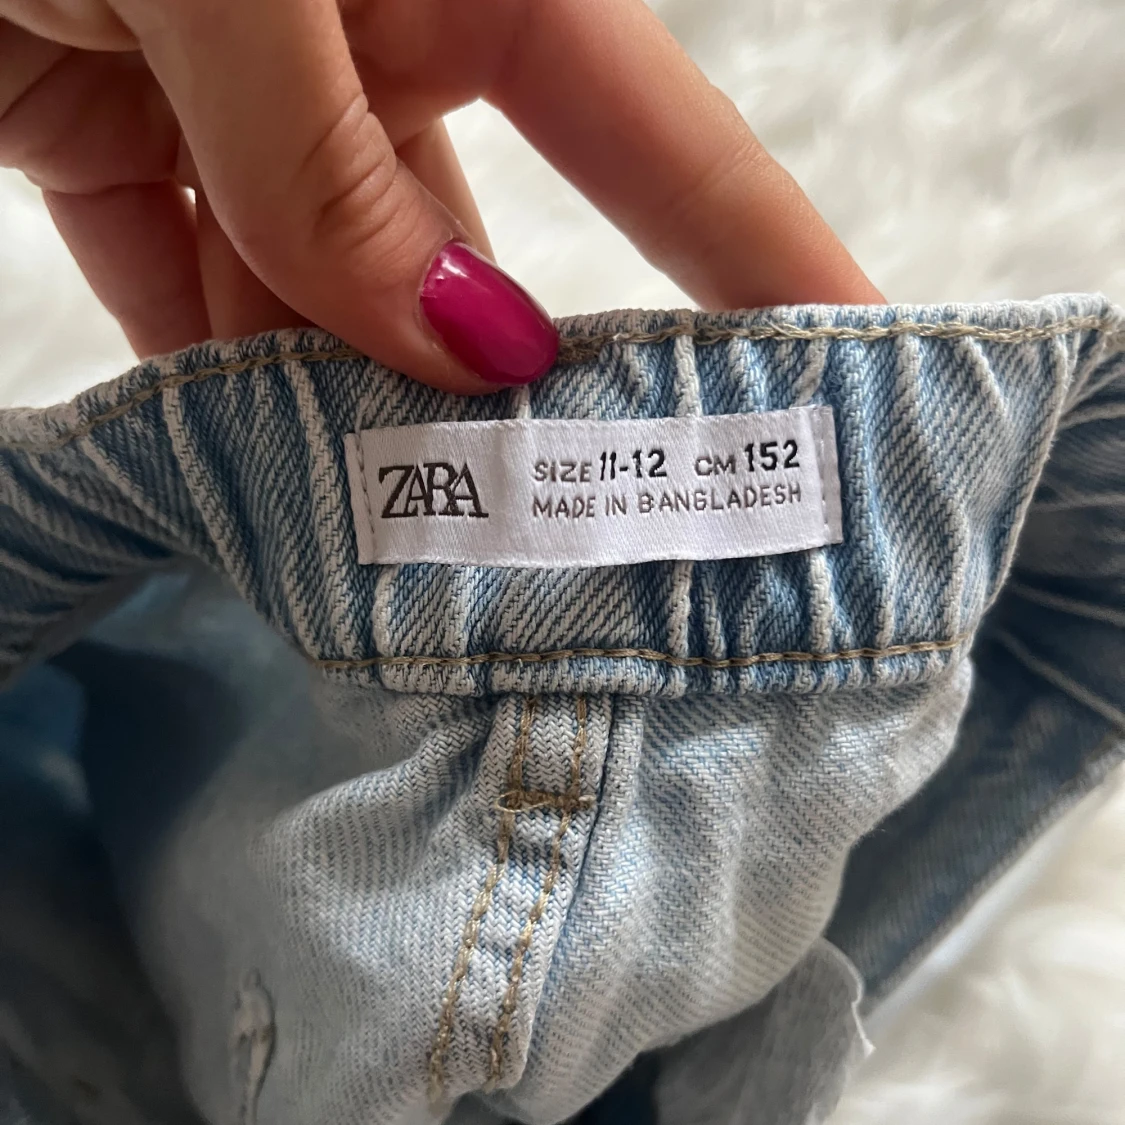 ZARA
SIZE 11-12 CM 152
MADE IN BANGLADESH